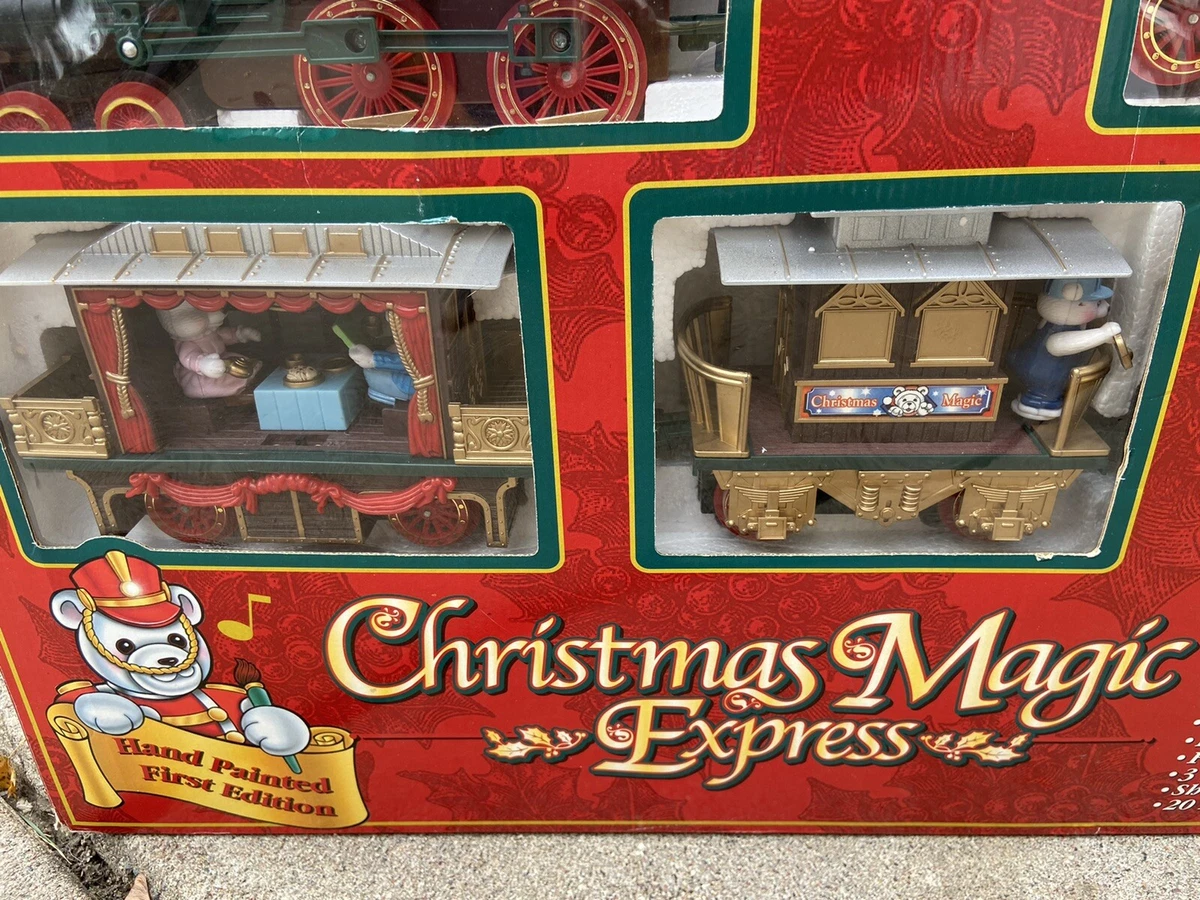 Christmas Magic
Christmas Magic
Express
Hand Painted
First Edition